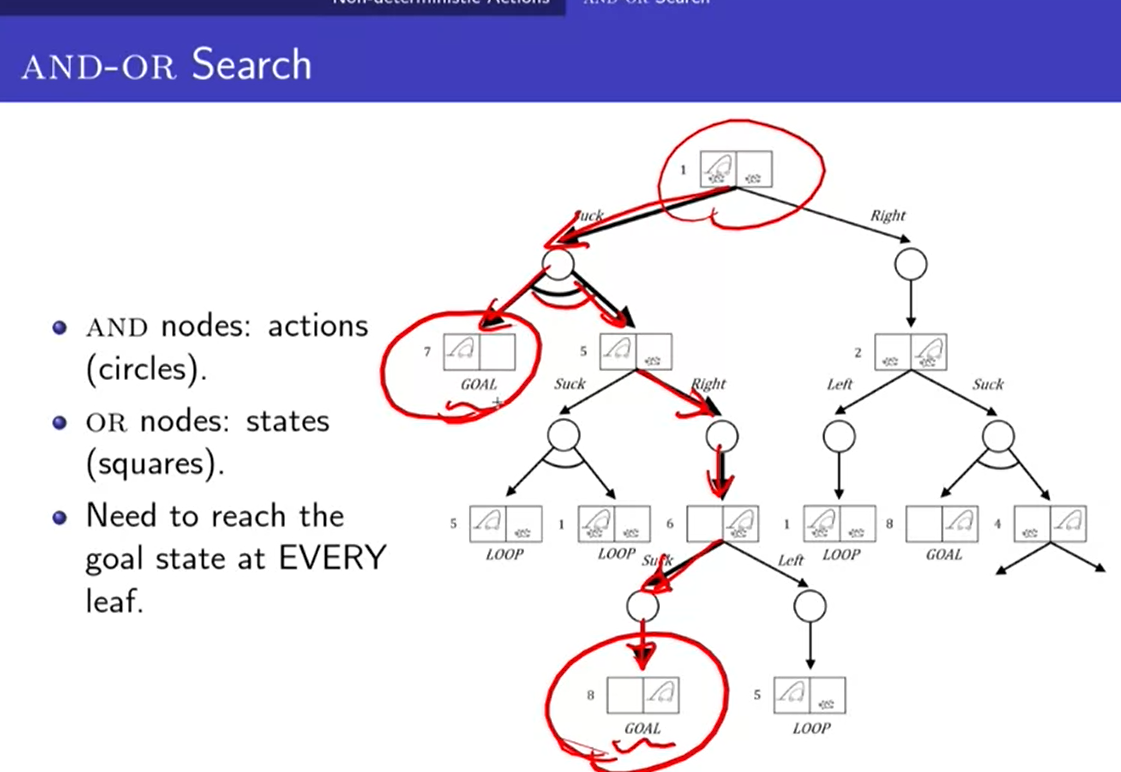 Non-deterministic Actions AND-OR Search
AND-OR Search
1
Suck Right
• AND nodes: actions
(circles).
• OR nodes: states
(squares).
• Need to reach the
goal state at EVERY
leaf.
7 5 2
GOAL Suck Right Left Suck
5 1 6 1 8 4
LOOP LOOP Suck Left LOOP GOAL
8 5
GOAL LOOP